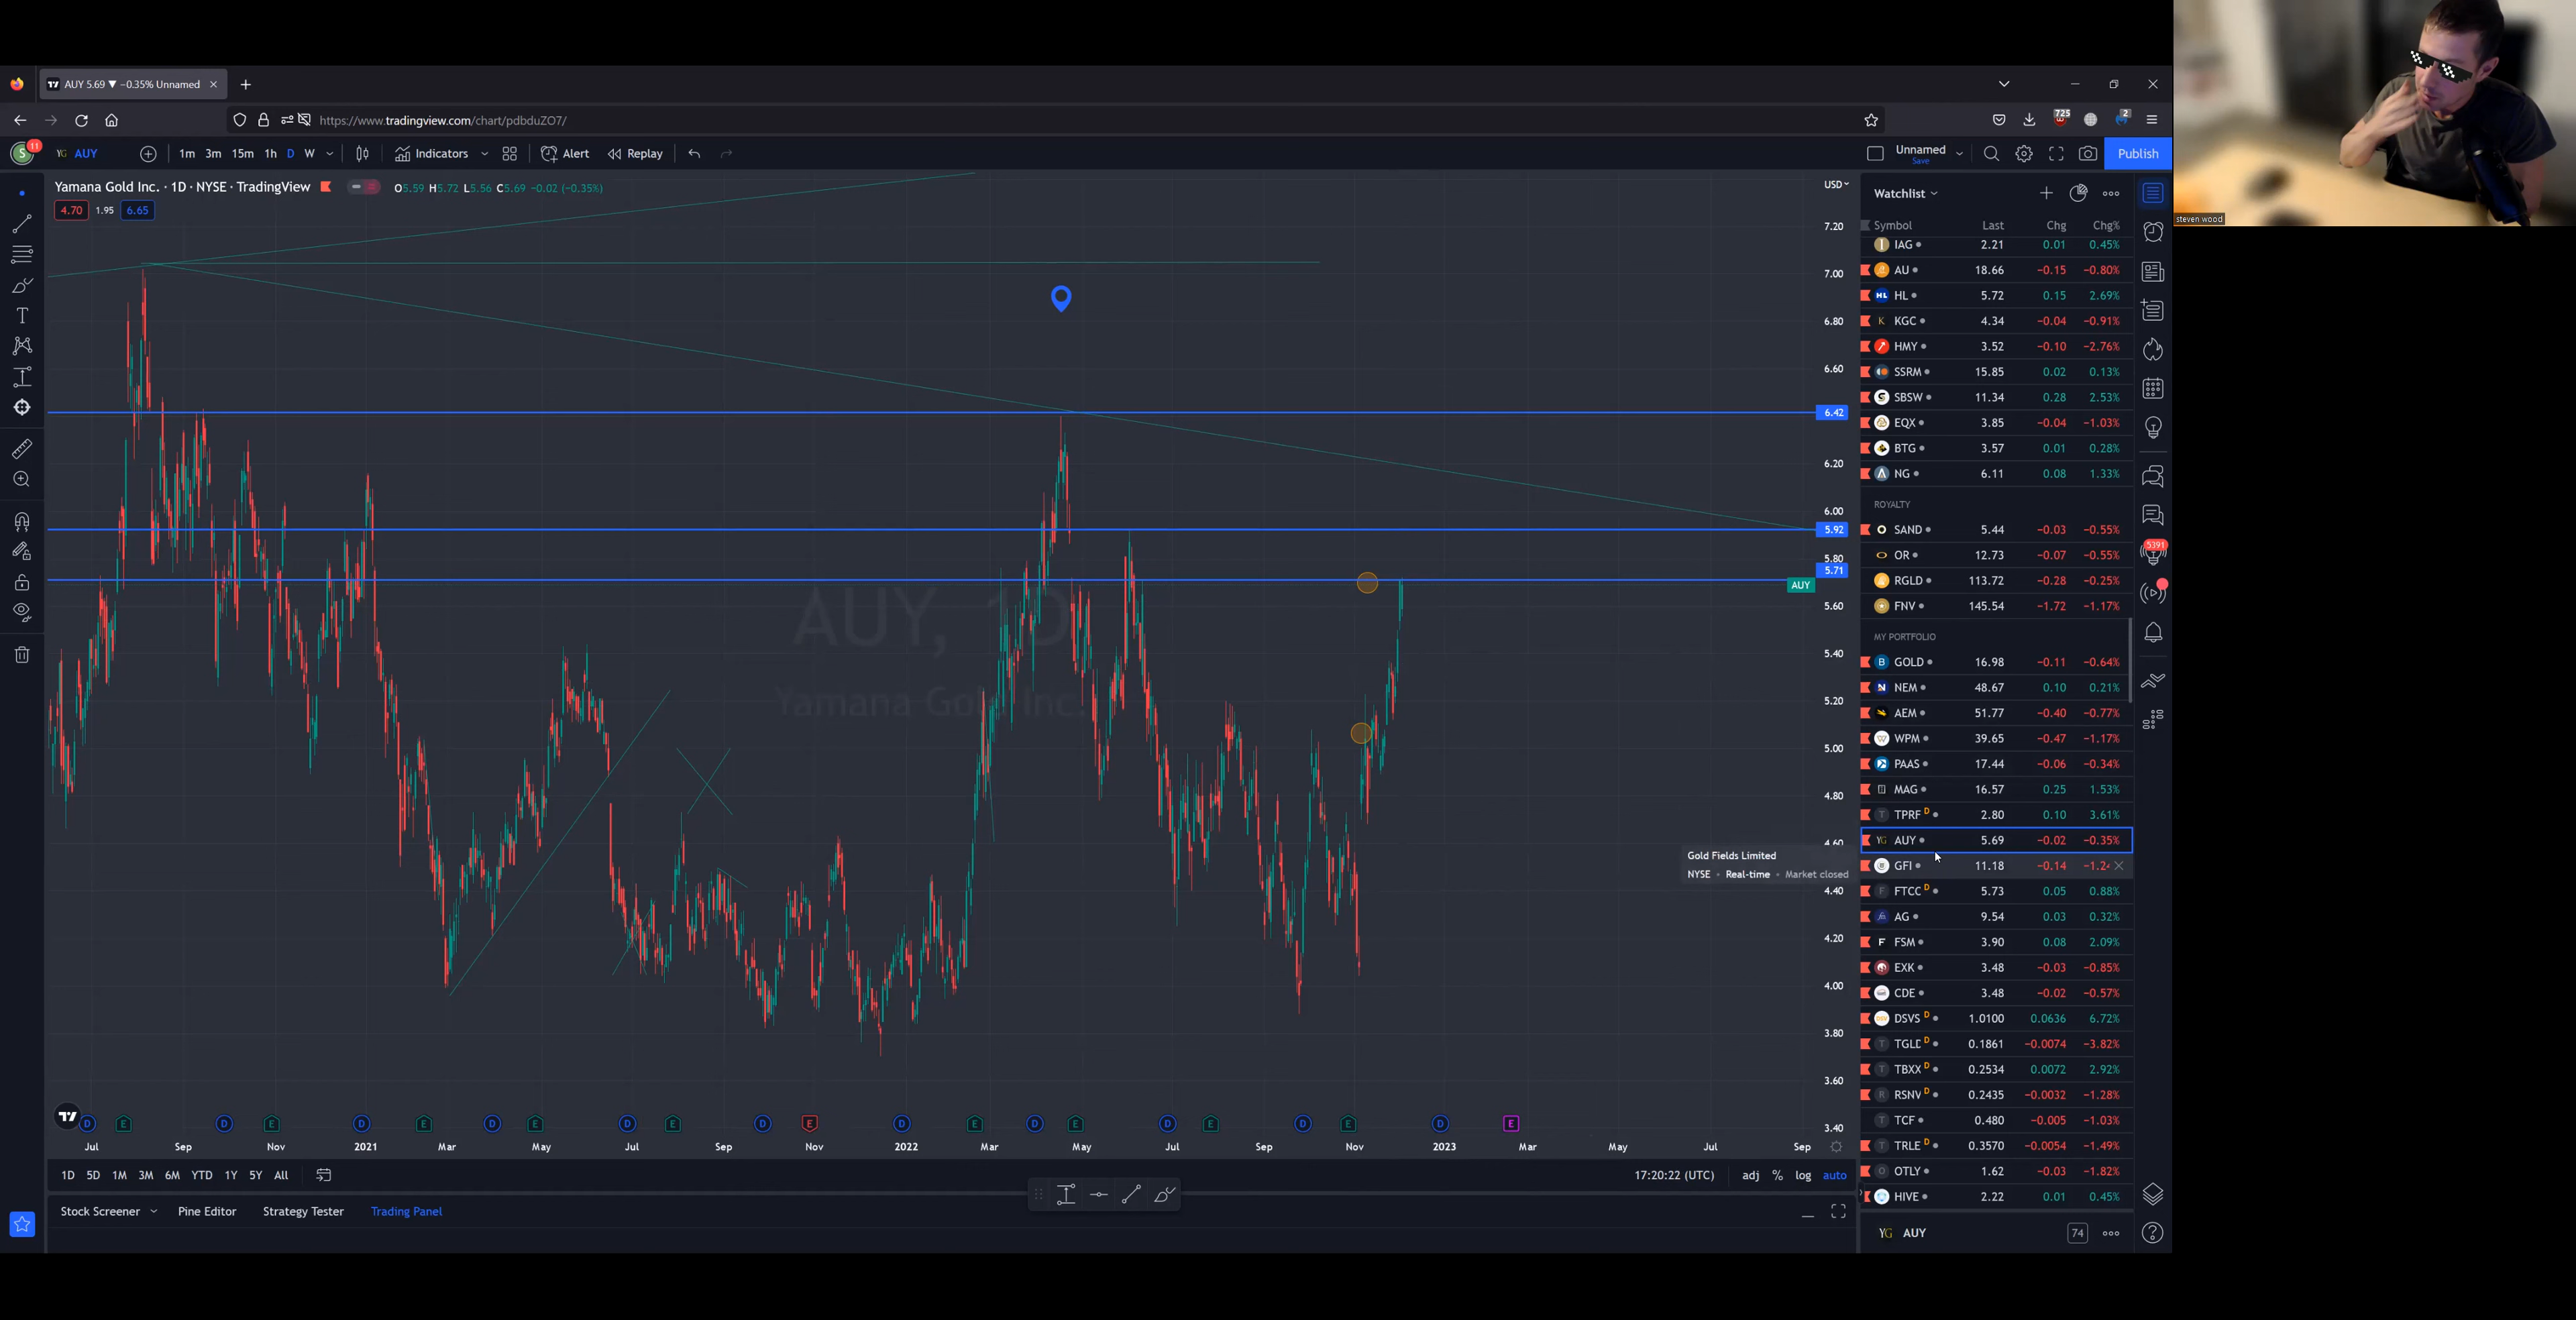 AUY 5.69 ▼ −0.35% Unnamed
https://www.tradingview.com/chart/pdbduZO7/
725
2
11
YG AUY
1m 3m 15m 1h D W
Indicators
Alert
Replay
Unnamed
Save
Publish
steven wood
Yamana Gold Inc. · 1D · NYSE · TradingView
O5.59 H5.72 L5.56 C5.69 −0.02 (−0.35%)
4.70 1.95 6.65
USD
7.20
7.00
6.80
6.60
6.42
6.20
6.00
5.92
5.80
5.71
AUY
5.60
5.40
5.20
5.00
4.80
4.60
4.40
4.20
4.00
3.80
3.60
3.40
AUY, 1D
Yamana Gold Inc.
Gold Fields Limited
NYSE • Real-time • Market closed
D E D E D E D E D E D E D E D E D E D E D E
Jul Sep Nov 2021 Mar May Jul Sep Nov 2022 Mar May Jul Sep Nov 2023 Mar May Jul Sep
1D 5D 1M 3M 6M YTD 1Y 5Y All
17:20:22 (UTC) adj % log auto
Stock Screener Pine Editor Strategy Tester Trading Panel
Watchlist
Symbol Last Chg Chg%
IAG 2.21 0.01 0.45%
AU 18.66 −0.15 −0.80%
HL HL 5.72 0.15 2.69%
K KGC 4.34 −0.04 −0.91%
HMY 3.52 −0.10 −2.76%
SSRM 15.85 0.02 0.13%
SBSW 11.34 0.28 2.53%
EQX 3.85 −0.04 −1.03%
BTG 3.57 0.01 0.28%
NG 6.11 0.08 1.33%
ROYALTY
SAND 5.44 −0.03 −0.55%
OR 12.73 −0.07 −0.55%
RGLD 113.72 −0.28 −0.25%
FNV 145.54 −1.72 −1.17%
MY PORTFOLIO
B GOLD 16.98 −0.11 −0.64%
N NEM 48.67 0.10 0.21%
AEM 51.77 −0.40 −0.77%
WPM 39.65 −0.47 −1.17%
PAAS 17.44 −0.06 −0.34%
MAG 16.57 0.25 1.53%
T TPRF D 2.80 0.10 3.61%
YG AUY 5.69 −0.02 −0.35%
GFI 11.18 −0.14
F FTCC D 5.73 0.05 0.88%
AG 9.54 0.03 0.32%
F FSM 3.90 0.08 2.09%
EXK 3.48 −0.03 −0.85%
CDE 3.48 −0.02 −0.57%
DSV DSVS D 1.0100 0.0636 6.72%
T TGLD D 0.1861 −0.0074 −3.82%
T TBXX D 0.2534 0.0072 2.92%
R RSNV D 0.2435 −0.0032 −1.28%
T TCF 0.480 −0.005 −1.03%
T TRLE D 0.3570 −0.0054 −1.49%
O OTLY 1.62 −0.03 −1.82%
HIVE 2.22 0.01 0.45%
YG AUY
74
5391